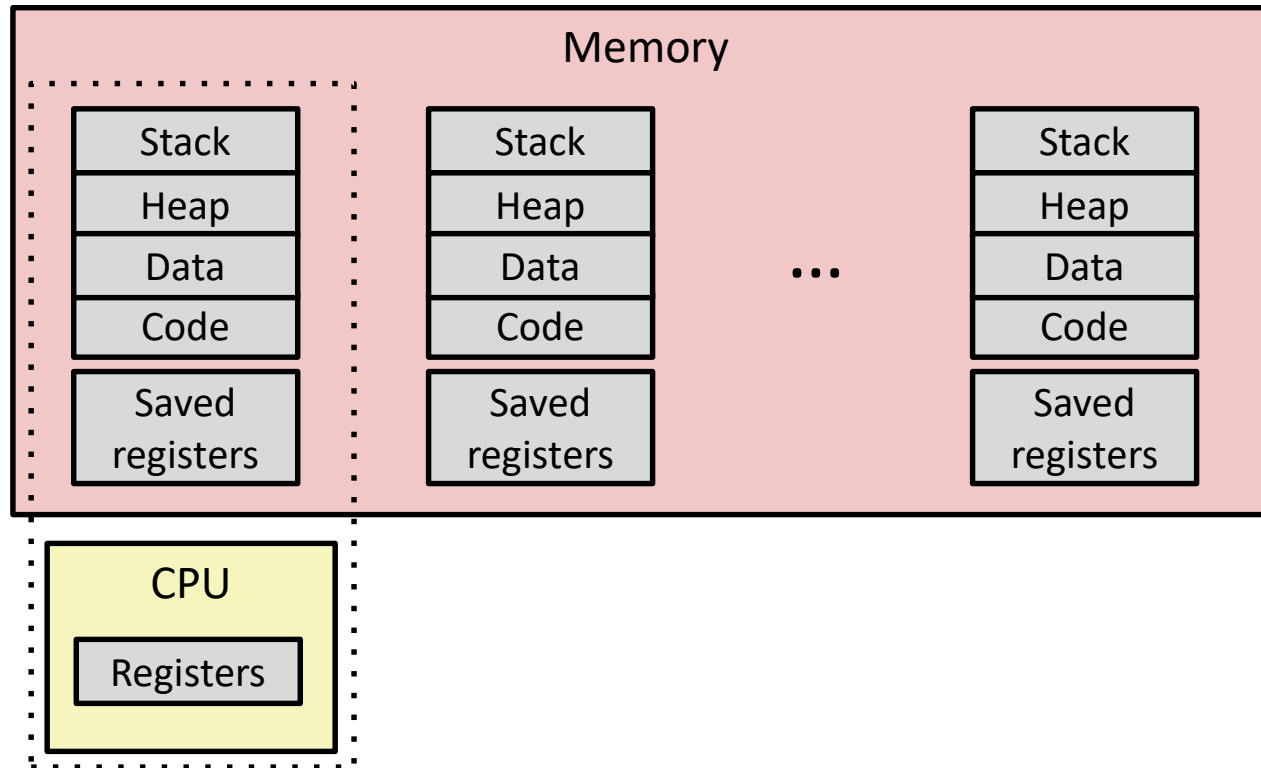 Memory
Stack
Heap
Data
Code
Saved
registers
Stack
Heap
Data
Code
Saved
registers
...
Stack
Heap
Data
Code
Saved
registers
CPU
Registers